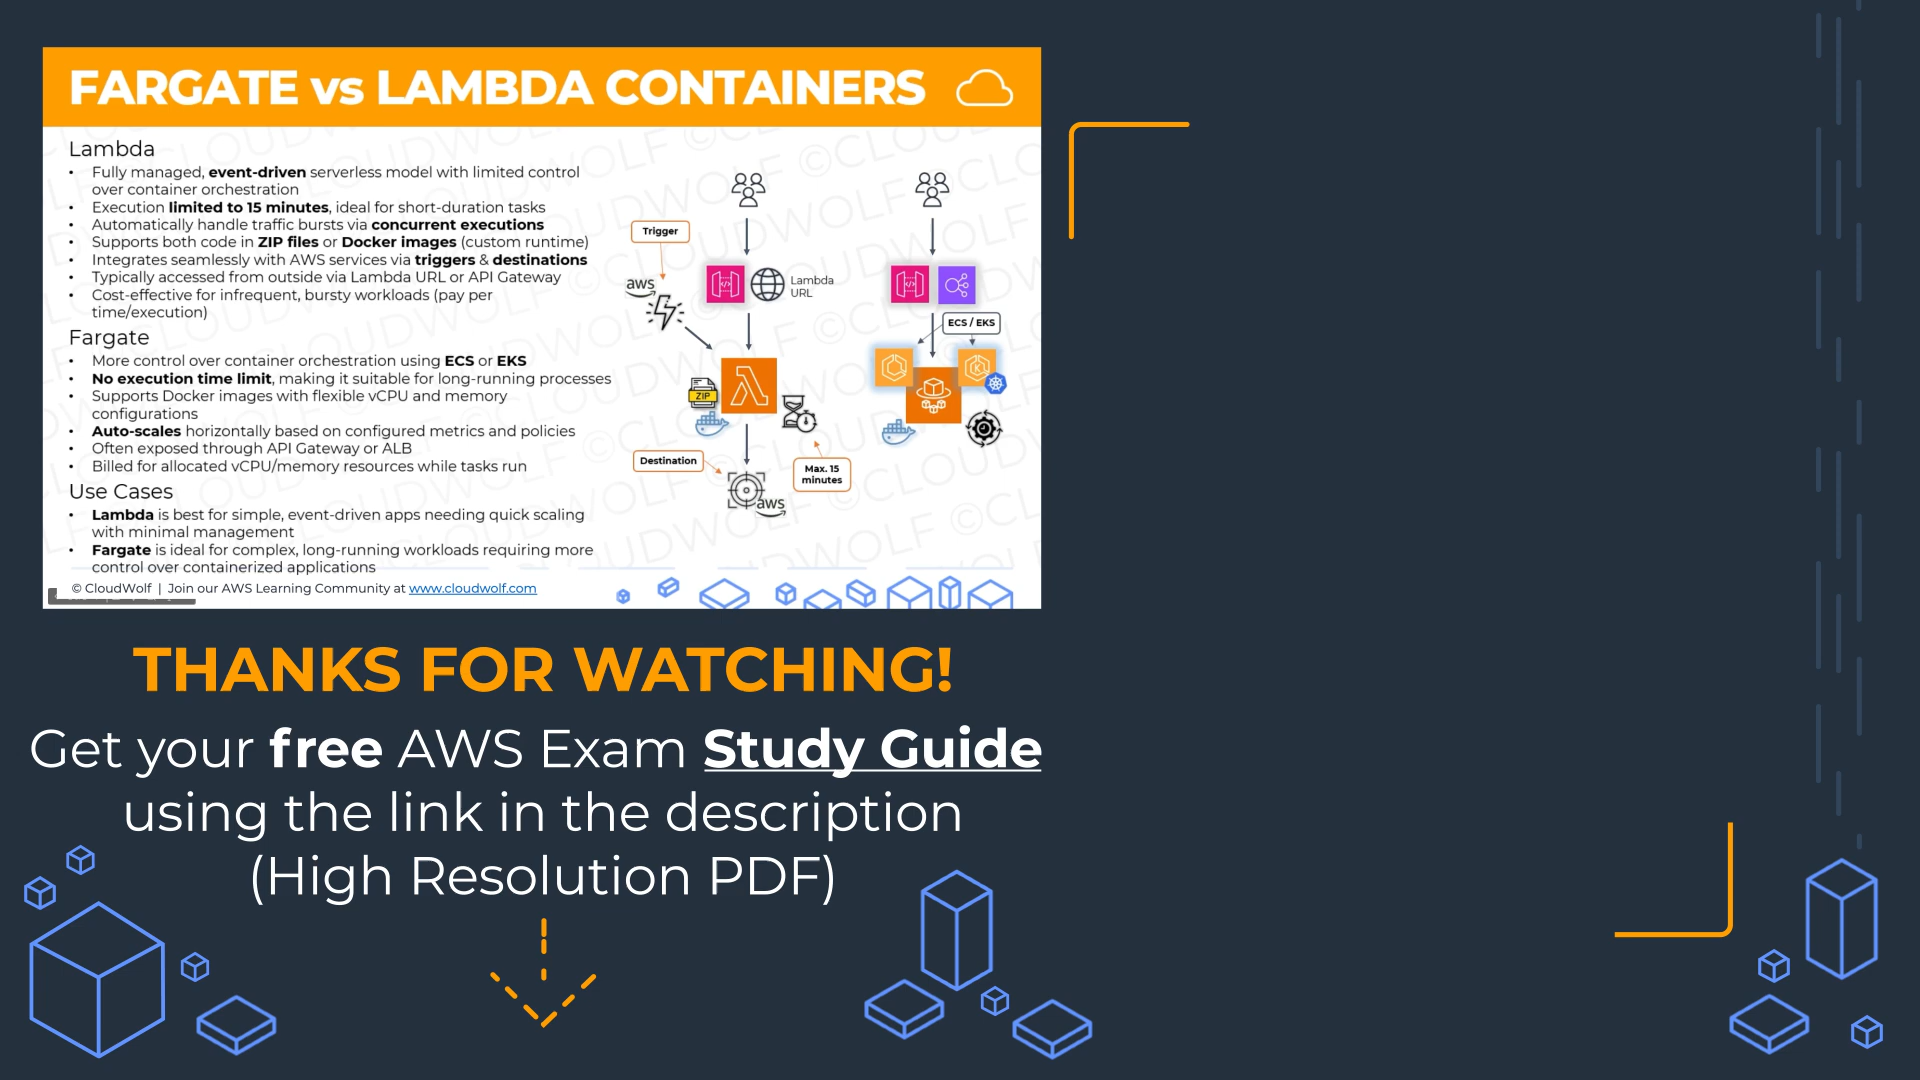 FARGATE vs LAMBDA CONTAINERS
Lambda
• Fully managed, event-driven serverless model with limited control
over container orchestration
• Execution limited to 15 minutes, ideal for short-duration tasks
• Automatically handle traffic bursts via concurrent executions
• Supports both code in ZIP files or Docker images (custom runtime)
• Integrates seamlessly with AWS services via triggers & destinations
• Typically accessed from outside via Lambda URL or API Gateway
• Cost-effective for infrequent, bursty workloads (pay per
time/execution)
Fargate
• More control over container orchestration using ECS or EKS
• No execution time limit, making it suitable for long-running processes
• Supports Docker images with flexible vCPU and memory
configurations
• Auto-scales horizontally based on configured metrics and policies
• Often exposed through API Gateway or ALB
• Billed for allocated vCPU/memory resources while tasks run
Use Cases
• Lambda is best for simple, event-driven apps needing quick scaling
with minimal management
• Fargate is ideal for complex, long-running workloads requiring more
control over containerized applications
© CloudWolf | Join our AWS Learning Community at www.cloudwolf.com
Trigger
aws
Lambda
URL
ZIP
Destination
Max. 15
minutes
aws
ECS / EKS
THANKS FOR WATCHING!
Get your free AWS Exam Study Guide
using the link in the description
(High Resolution PDF)